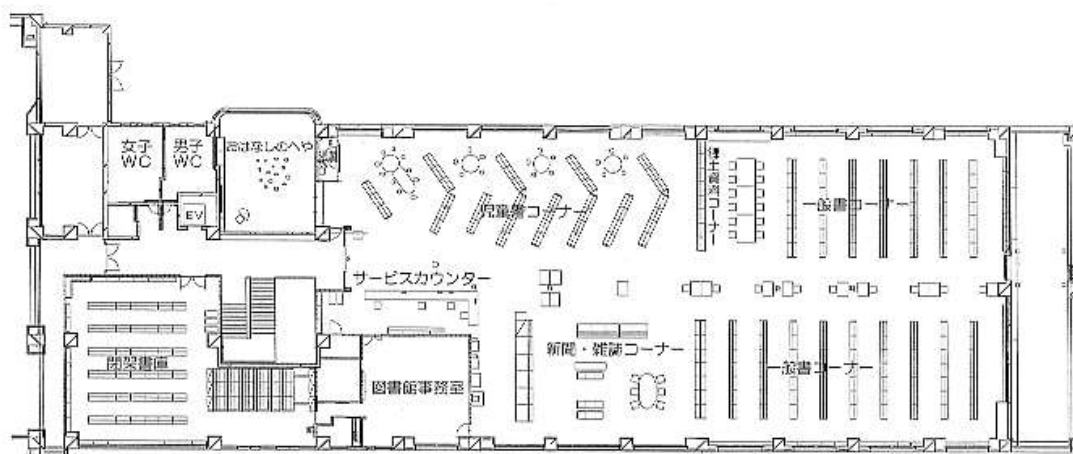 女子
WC
男子
WC
おはなしのへや
EV
児童書コーナー
郷土資料コーナー
一般書コーナー
サービスカウンター
新聞・雑誌コーナー
一般書コーナー
閉架書庫
図書館事務室